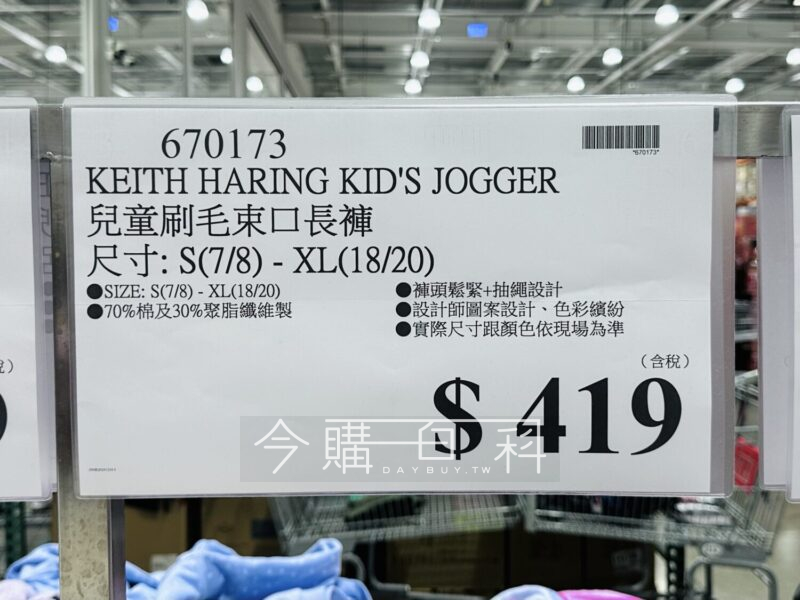 670173
*670173*
KEITH HARING KID'S JOGGER
兒童刷毛束口長褲
尺寸: S(7/8) - XL(18/20)
●SIZE: S(7/8) - XL(18/20)
●70%棉及30%聚脂纖維製
●褲頭鬆緊+抽繩設計
●設計師圖案設計、色彩繽紛
●實際尺寸跟顏色依現場為準
(含稅)
$ 419
今購百科
DAYBUY.TW